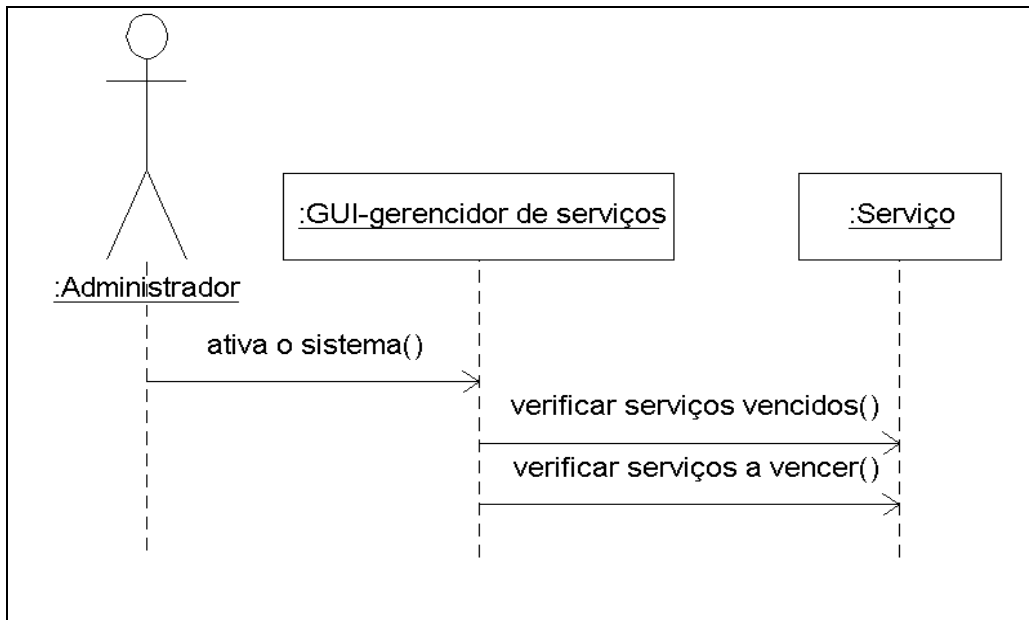 :GUI-gerencidor de serviços
:Serviço
:Administrador
ativa o sistema()
verificar serviços vencidos()
verificar serviços a vencer()